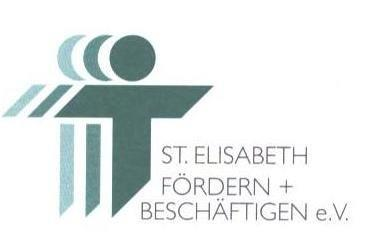 ST. ELISABETH
FÖRDERN +
BESCHÄFTIGEN e.V.